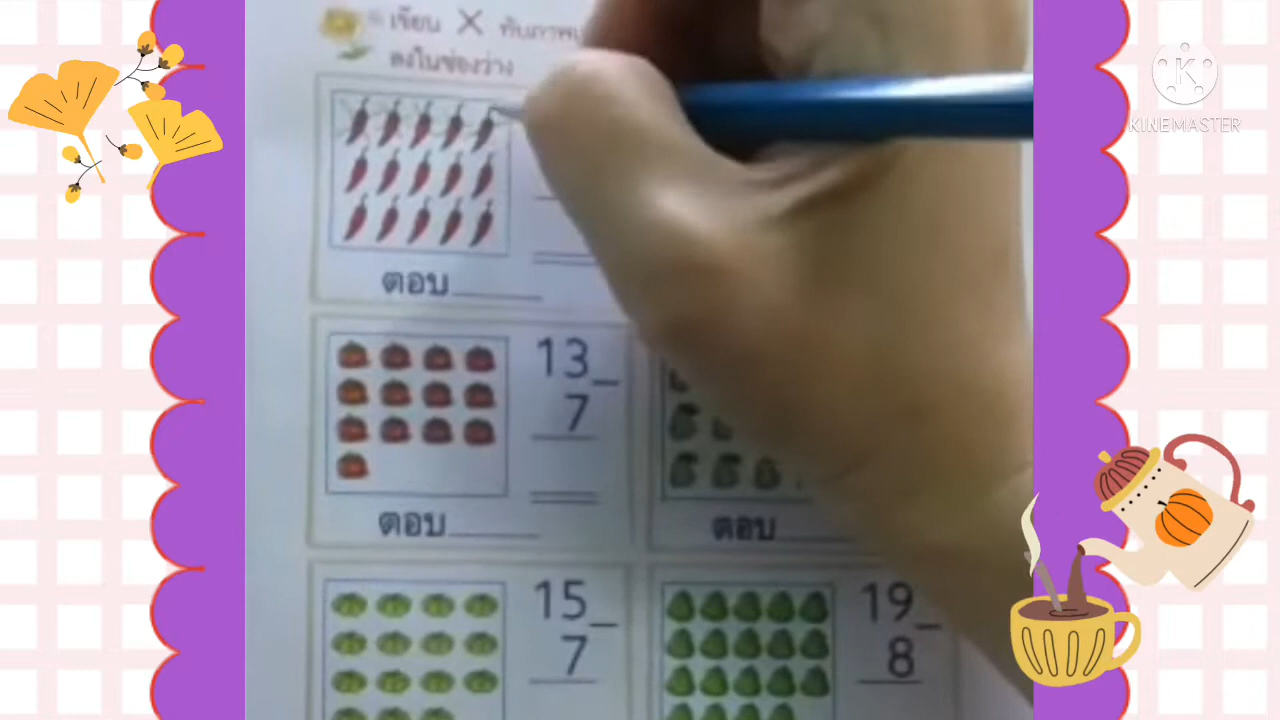 เขียน × ทับภาพ
ลงในช่องว่าง
ตอบ
13
- 7
ตอบ
ตอบ
15
- 7
19
- 8
KINEMASTER